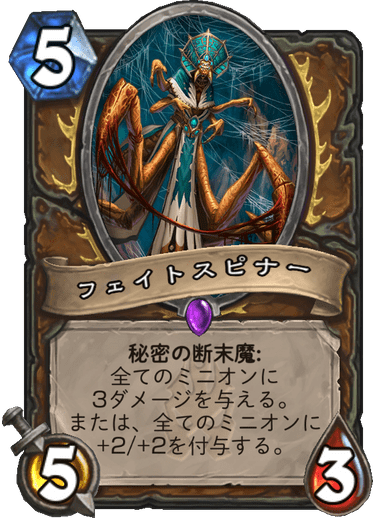 5
フェイトスピナー
秘密の断末魔:
全てのミニオンに
3ダメージを与える。
または、全てのミニオンに
+2/+2を付与する。
5
3